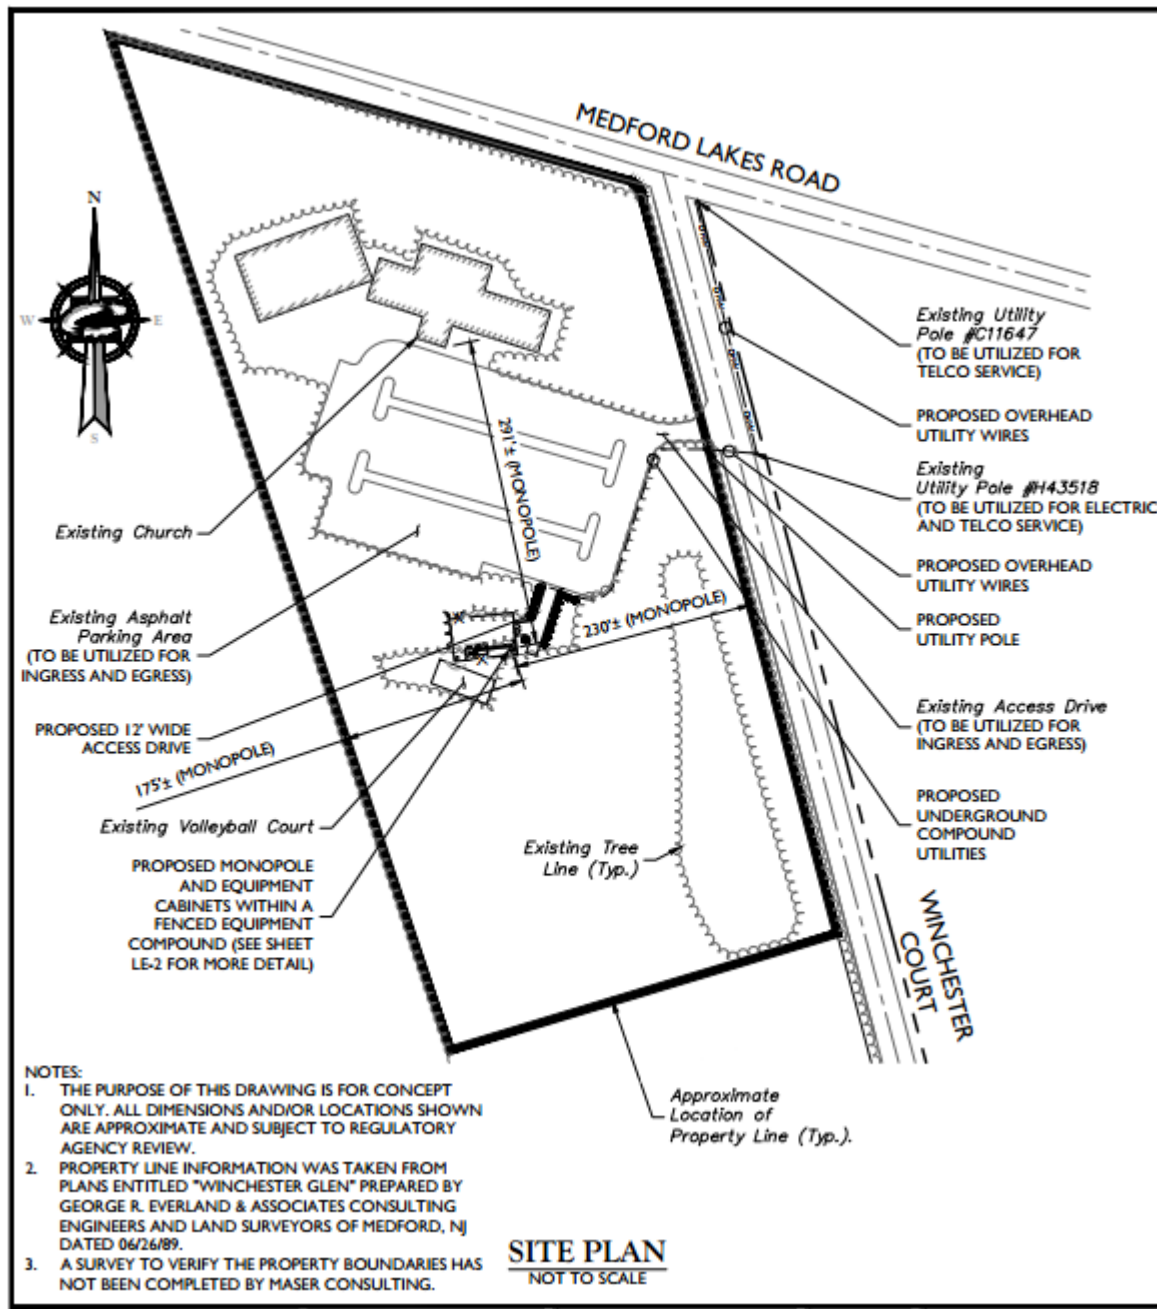 MEDFORD LAKES ROAD
N
W
E
S
Existing Utility
Pole #C11647
(TO BE UTILIZED FOR
TELCO SERVICE)
PROPOSED OVERHEAD
UTILITY WIRES
Existing
Utility Pole #H43518
(TO BE UTILIZED FOR ELECTRIC
AND TELCO SERVICE)
PROPOSED OVERHEAD
UTILITY WIRES
PROPOSED
UTILITY POLE
Existing Access Drive
(TO BE UTILIZED FOR
INGRESS AND EGRESS)
PROPOSED
UNDERGROUND
COMPOUND
UTILITIES
291'± (MONOPOLE)
230'± (MONOPOLE)
Existing Church
Existing Asphalt
Parking Area
(TO BE UTILIZED FOR
INGRESS AND EGRESS)
PROPOSED 12' WIDE
ACCESS DRIVE
175'± (MONOPOLE)
Existing Volleyball Court
PROPOSED MONOPOLE
AND EQUIPMENT
CABINETS WITHIN A
FENCED EQUIPMENT
COMPOUND (SEE SHEET
LE-2 FOR MORE DETAIL)
Existing Tree
Line (Typ.)
WINCHESTER
COURT
Approximate
Location of
Property Line (Typ.).
NOTES:
1. THE PURPOSE OF THIS DRAWING IS FOR CONCEPT
ONLY. ALL DIMENSIONS AND/OR LOCATIONS SHOWN
ARE APPROXIMATE AND SUBJECT TO REGULATORY
AGENCY REVIEW.
2. PROPERTY LINE INFORMATION WAS TAKEN FROM
PLANS ENTITLED "WINCHESTER GLEN" PREPARED BY
GEORGE R. EVERLAND & ASSOCIATES CONSULTING
ENGINEERS AND LAND SURVEYORS OF MEDFORD, NJ
DATED 06/26/89.
3. A SURVEY TO VERIFY THE PROPERTY BOUNDARIES HAS
NOT BEEN COMPLETED BY MASER CONSULTING.
SITE PLAN
NOT TO SCALE